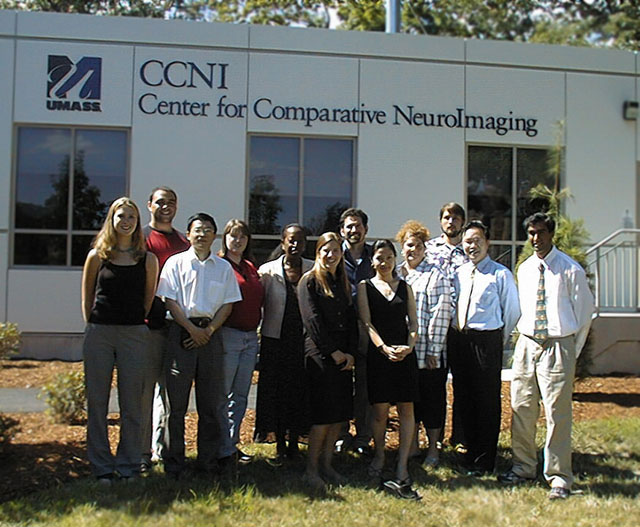 UMASS
CCNI
Center for Comparative NeuroImaging